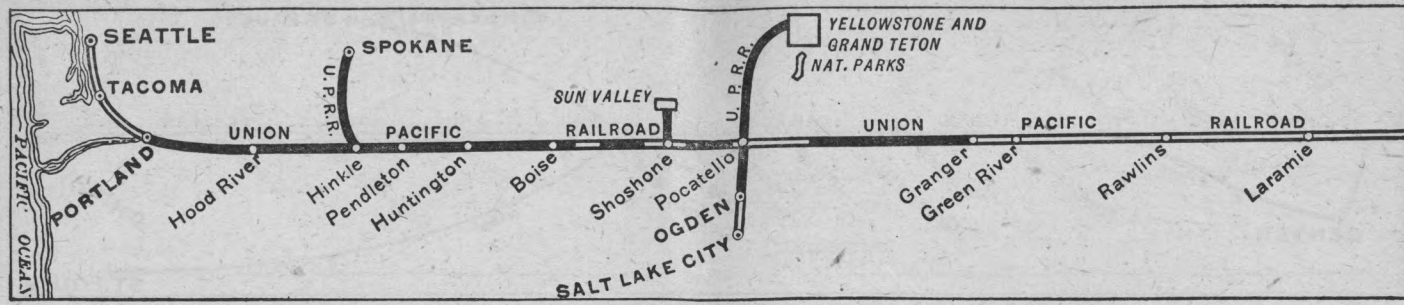 SEATTLE
TACOMA
PACIFIC OCEAN
PORTLAND
SPOKANE
U. P. R. R.
UNION PACIFIC RAILROAD
Hood River
Hinkle
Pendleton
Huntington
Boise
SUN VALLEY
Shoshone
Pocatello
OGDEN
SALT LAKE CITY
U. P. R. R.
YELLOWSTONE AND
GRAND TETON
NAT. PARKS
UNION PACIFIC RAILROAD
Granger
Green River
Rawlins
Laramie